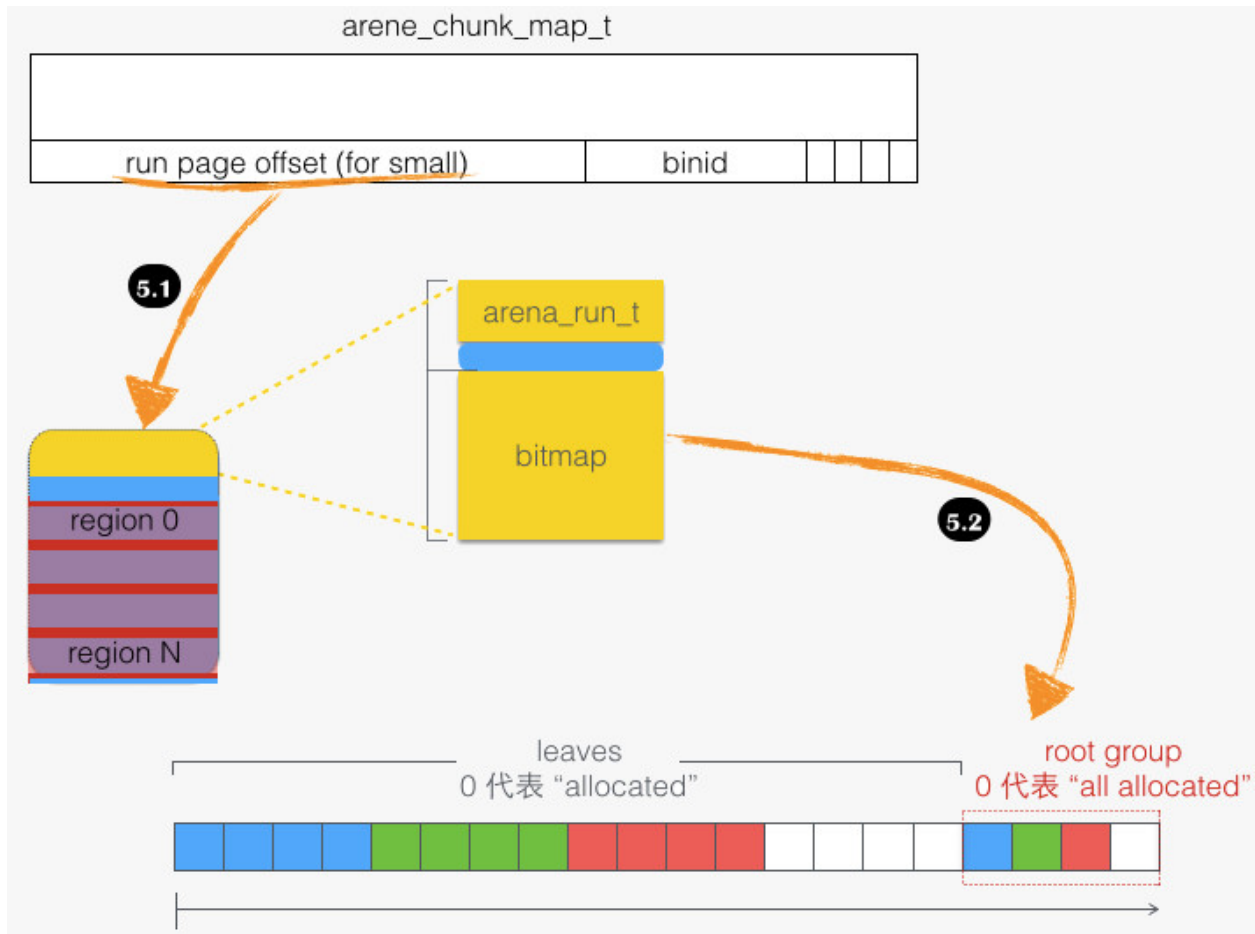 arene_chunk_map_t
run page offset (for small)
binid
5.1
arena_run_t
bitmap
5.2
region 0
region N
leaves
0 代表 “allocated”
root group
0 代表 “all allocated”